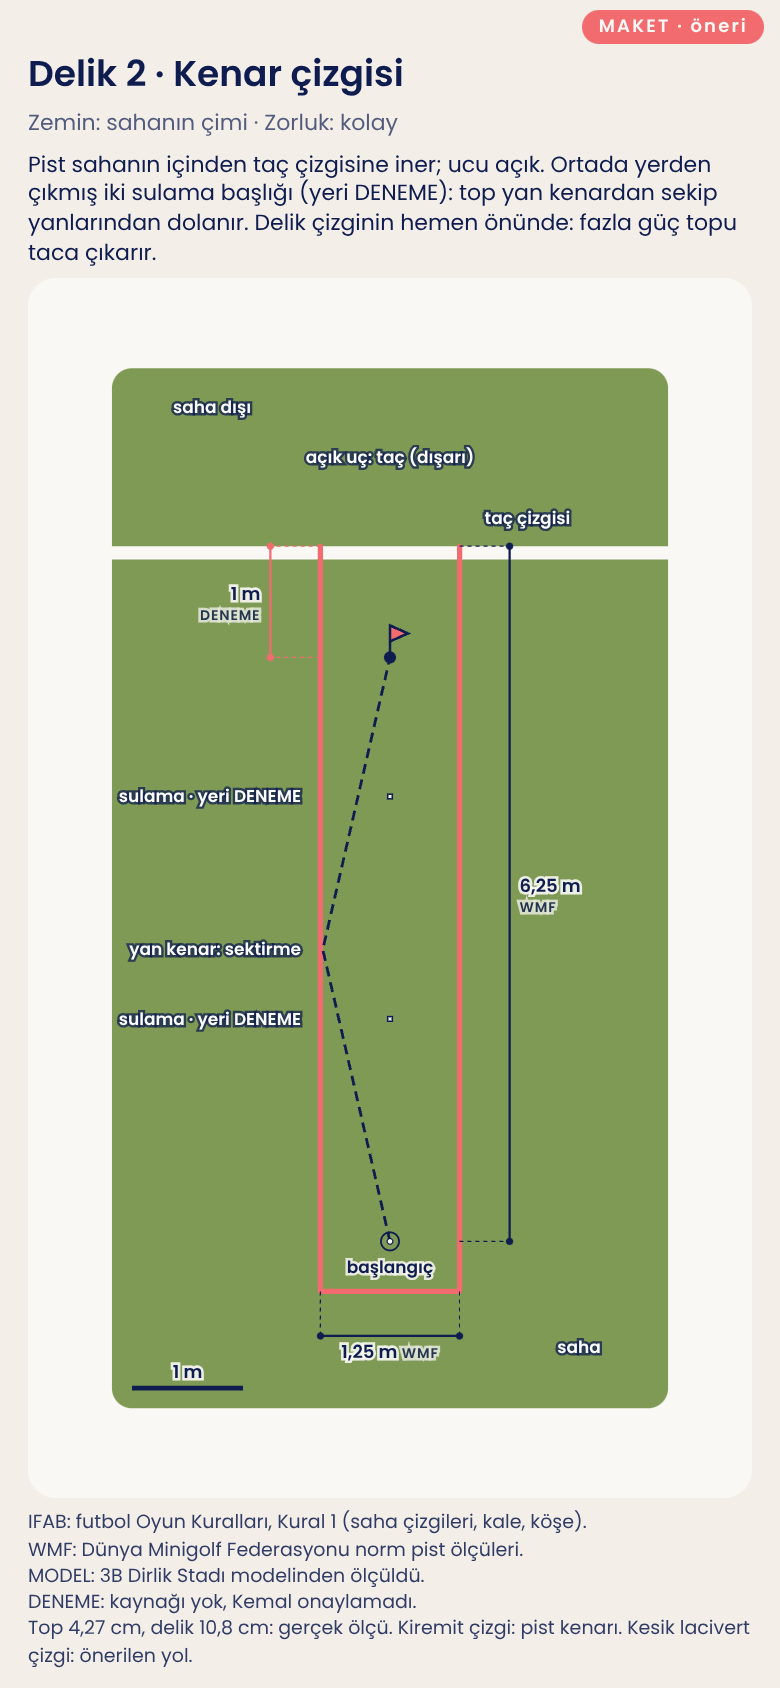 MAKET · öneri
Delik 2 · Kenar çizgisi
Zemin: sahanın çimi · Zorluk: kolay
Pist sahanın içinden taç çizgisine iner; ucu açık. Ortada yerden
çıkmış iki sulama başlığı (yeri DENEME): top yan kenardan sekip
yanlarından dolanır. Delik çizginin hemen önünde: fazla güç topu
taca çıkarır.
saha dışı
açık uç: taç (dışarı)
taç çizgisi
1 m
DENEME
sulama · yeri DENEME
6,25 m
WMF
yan kenar: sektirme
sulama · yeri DENEME
başlangıç
1,25 m WMF
saha
1 m
IFAB: futbol Oyun Kuralları, Kural 1 (saha çizgileri, kale, köşe).
WMF: Dünya Minigolf Federasyonu norm pist ölçüleri.
MODEL: 3B Dirlik Stadı modelinden ölçüldü.
DENEME: kaynağı yok, Kemal onaylamadı.
Top 4,27 cm, delik 10,8 cm: gerçek ölçü. Kiremit çizgi: pist kenarı. Kesik lacivert
çizgi: önerilen yol.